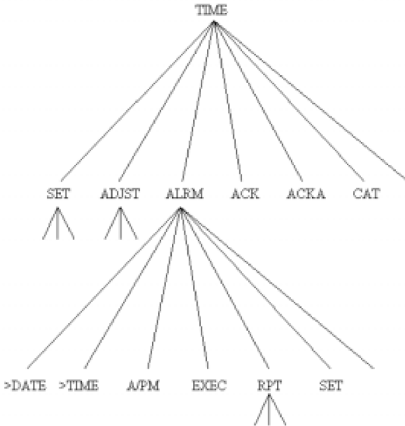 TIME
SET ADJST ALRM ACK ACKA CAT
>DATE >TIME A/PM EXEC RPT SET